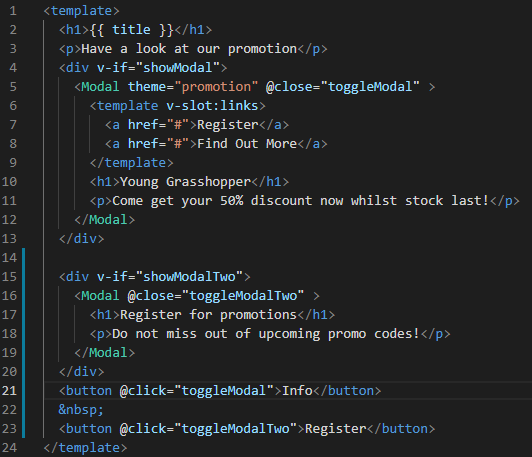 1 <template>
2 <h1>{{ title }}</h1>
3 <p>Have a look at our promotion</p>
4 <div v-if="showModal">
5 <Modal theme="promotion" @close="toggleModal" >
6 <template v-slot:links>
7 <a href="#">Register</a>
8 <a href="#">Find Out More</a>
9 </template>
10 <h1>Young Grasshopper</h1>
11 <p>Come get your 50% discount now whilst stock last!</p>
12 </Modal>
13 </div>
14
15 <div v-if="showModalTwo">
16 <Modal @close="toggleModalTwo" >
17 <h1>Register for promotions</h1>
18 <p>Do not miss out of upcoming promo codes!</p>
19 </Modal>
20 </div>
21 <button @click="toggleModal">Info</button>
22 &nbsp;
23 <button @click="toggleModalTwo">Register</button>
24 </template>